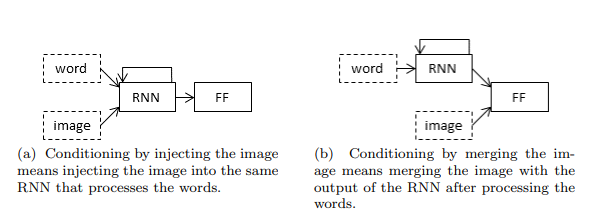 word
RNN
FF
image
(a) Conditioning by injecting the image
means injecting the image into the same
RNN that processes the words.
word
RNN
FF
image
(b) Conditioning by merging the im-
age means merging the image with the
output of the RNN after processing the
words.